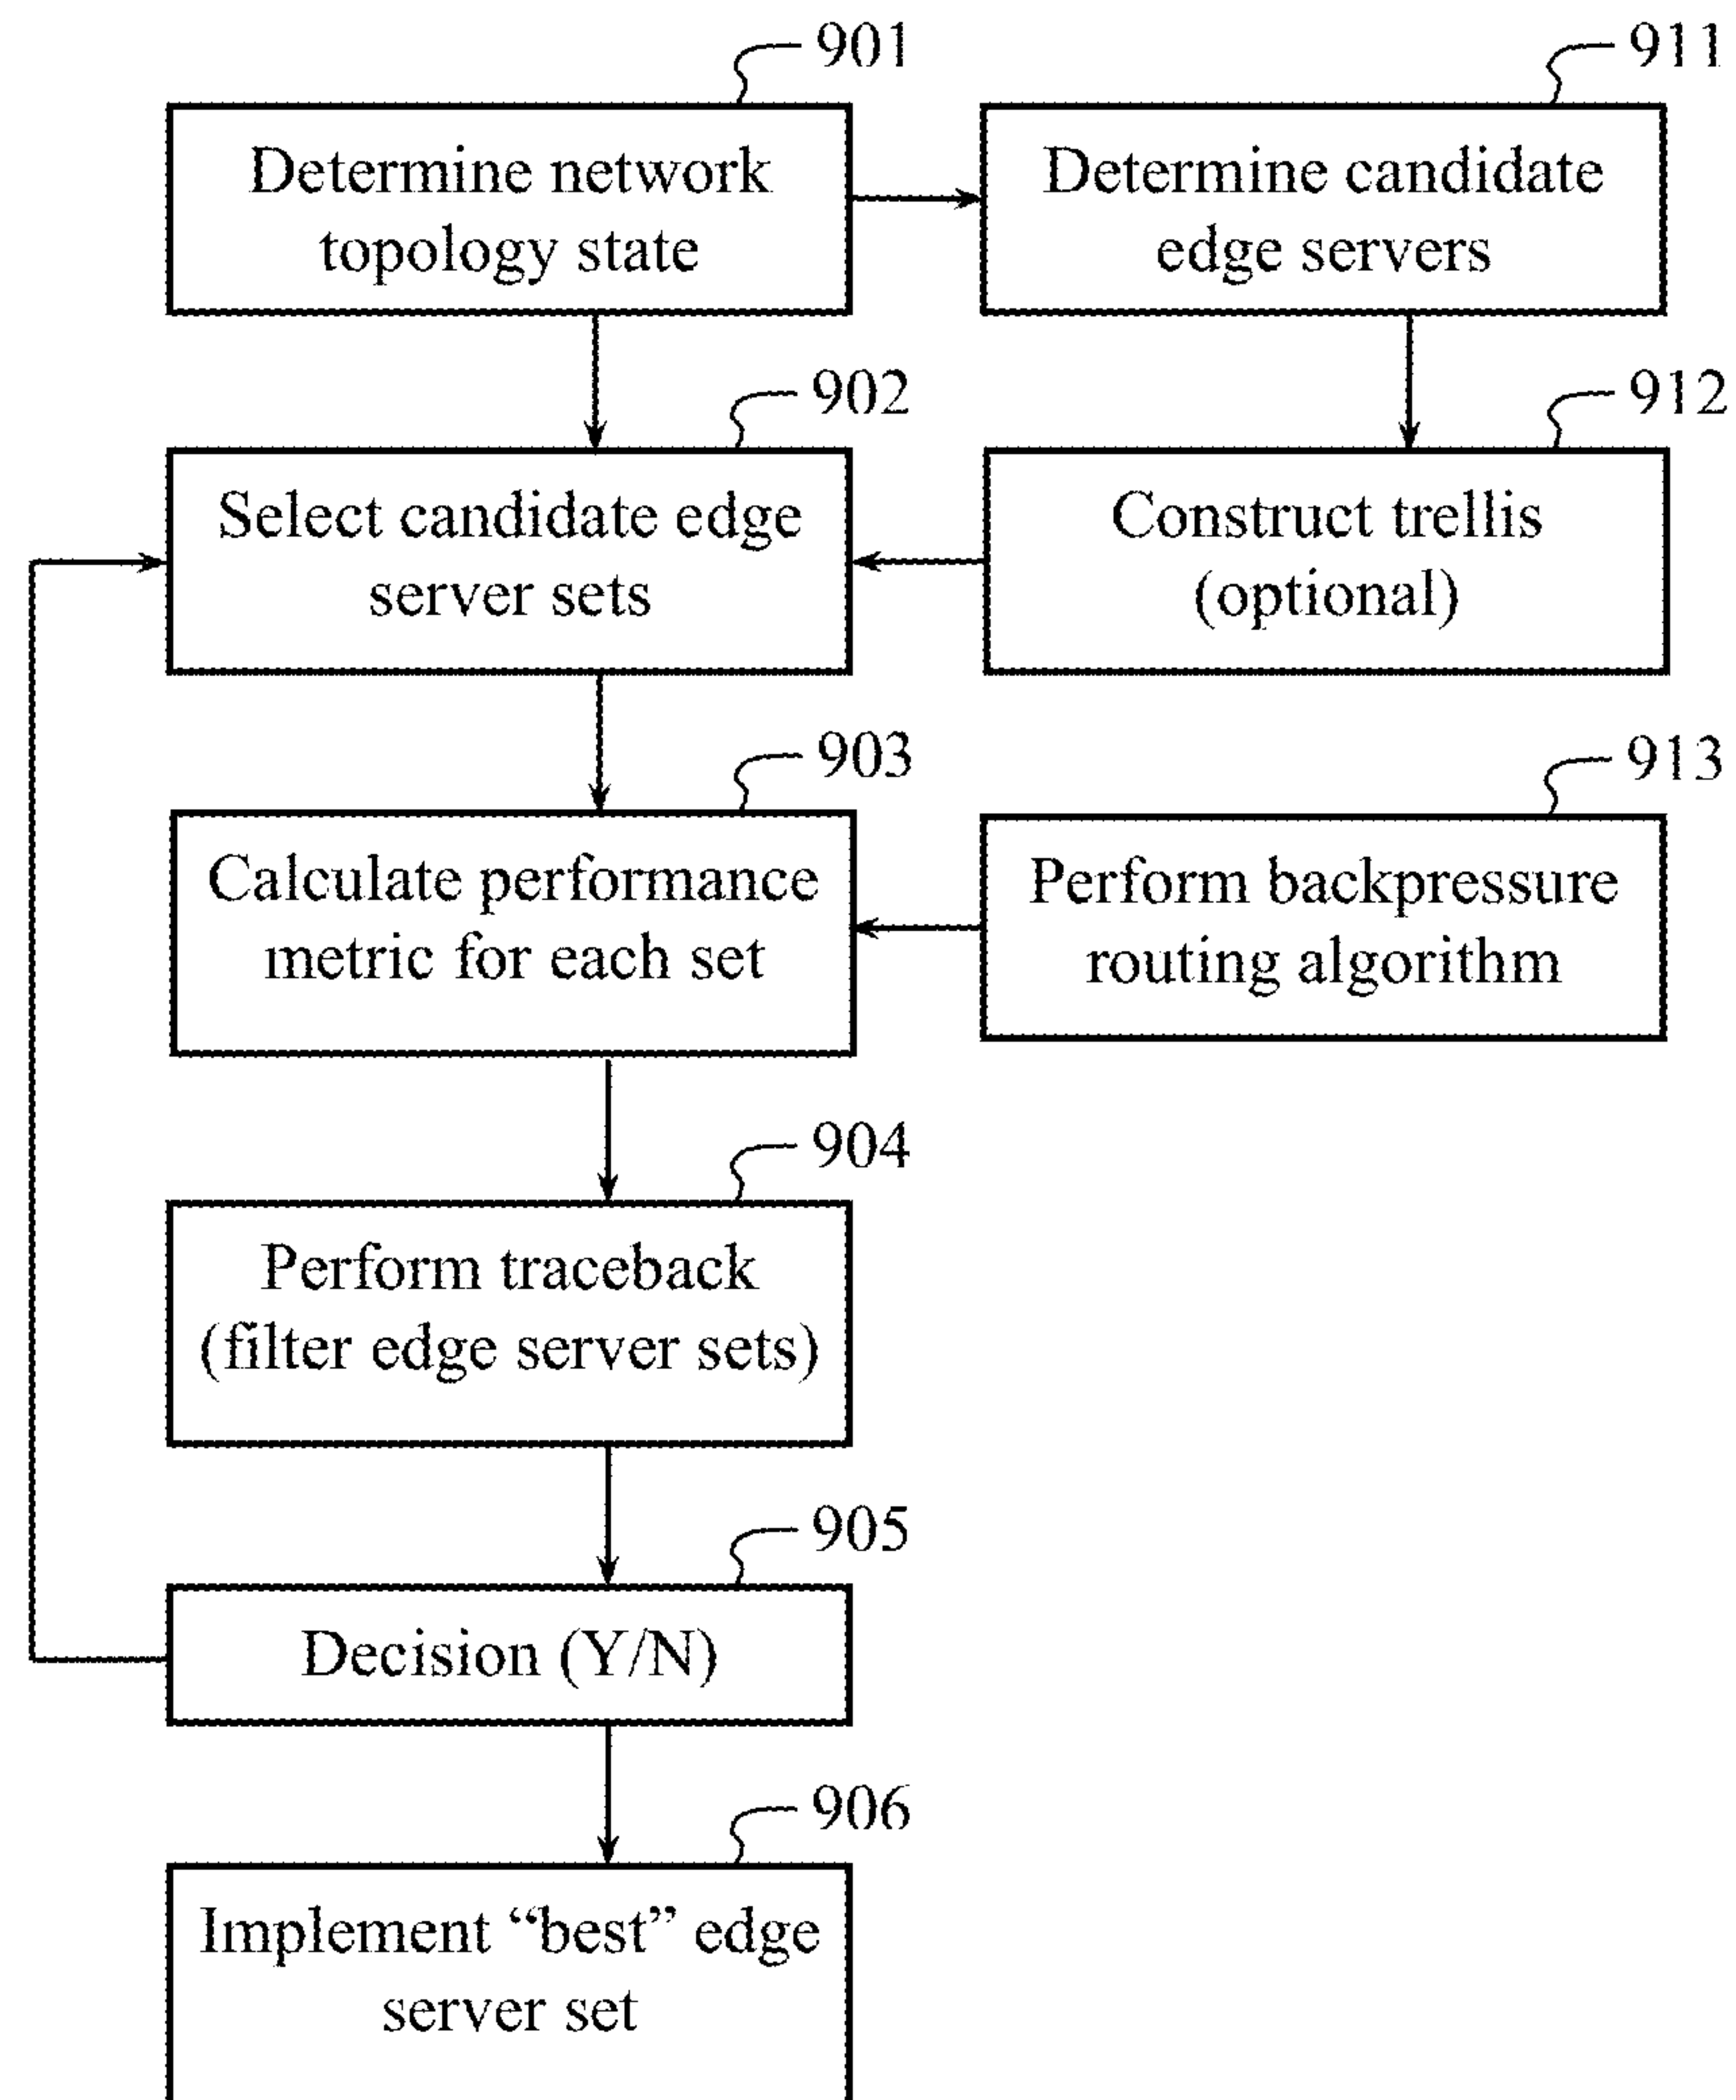 901
Determine network
topology state
911
Determine candidate
edge servers
902
Select candidate edge
server sets
912
Construct trellis
(optional)
903
Calculate performance
metric for each set
913
Perform backpressure
routing algorithm
904
Perform traceback
(filter edge server sets)
905
Decision (Y/N)
906
Implement “best” edge
server set